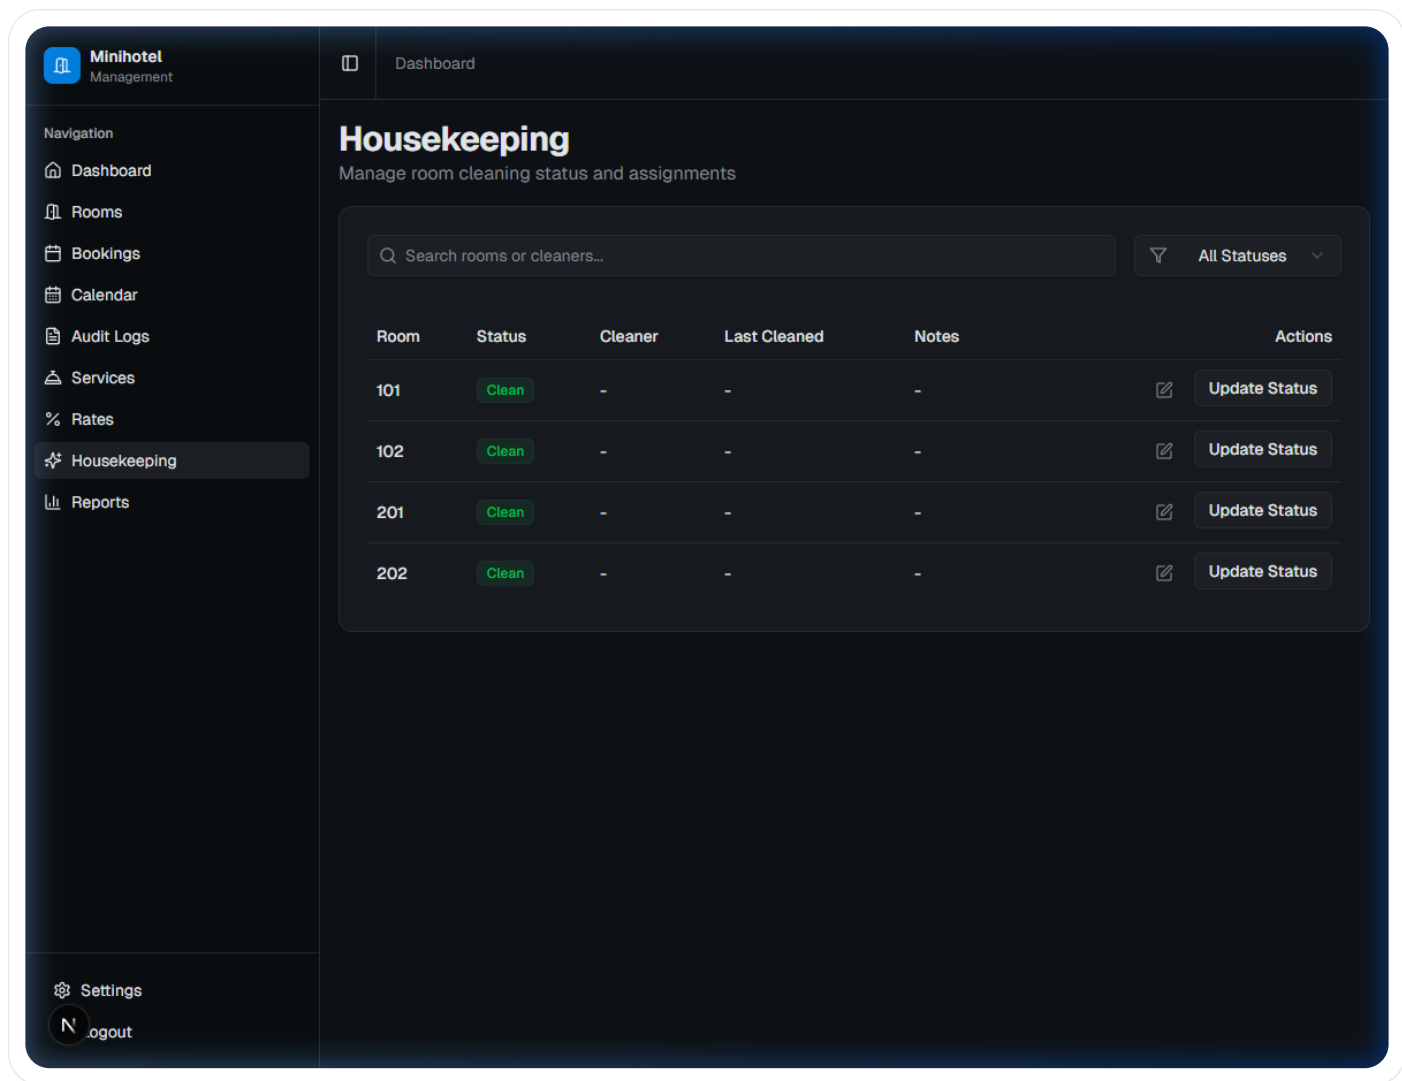 Minihotel
Management
Dashboard
Navigation
Dashboard
Rooms
Bookings
Calendar
Audit Logs
Services
Rates
Housekeeping
Reports
Settings
N
ogout
Housekeeping
Manage room cleaning status and assignments
Search rooms or cleaners...
All Statuses
Room Status Cleaner Last Cleaned Notes Actions
101 Clean - - - Update Status
102 Clean - - - Update Status
201 Clean - - - Update Status
202 Clean - - - Update Status